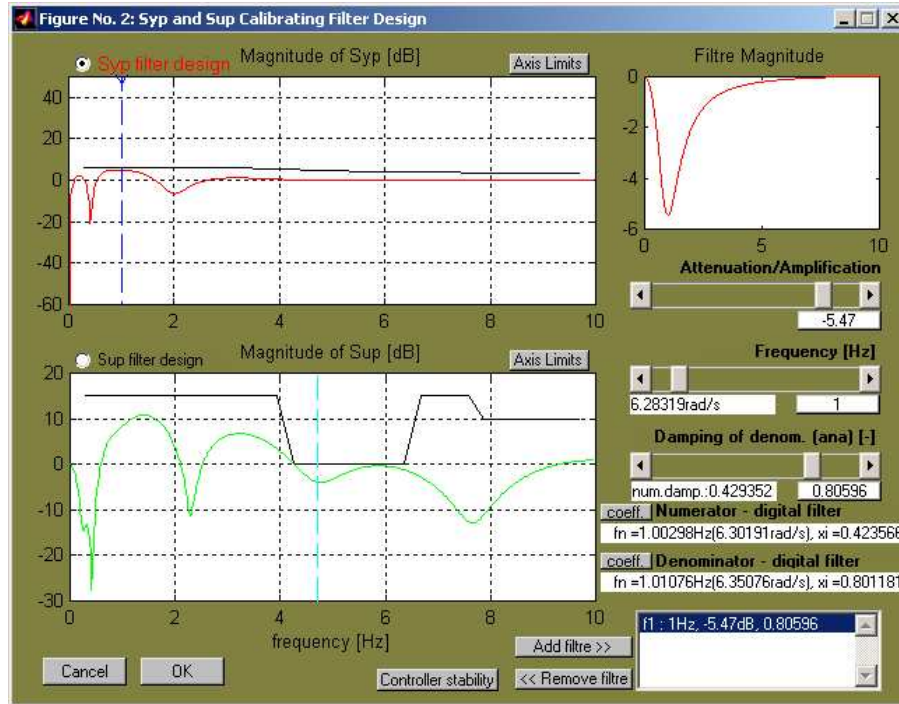 Figure No. 2: Syp and Sup Calibrating Filter Design
Syp filter design
Magnitude of Syp [dB]
Axis Limits
40
20
0
-20
-40
-60
0
2
4
6
8
10
Filtre Magnitude
0
-2
-4
-6
0
5
10
Attenuation/Amplification
-5.47
Frequency [Hz]
6.28319rad/s
1
Damping of denom. (ana) [-]
num.damp.:0.429352
0.80596
coeff.
Numerator - digital filter
fn =1.00298Hz(6.30191rad/s), xi =0.423566
coeff.
Denominator - digital filter
fn =1.01076Hz(6.35076rad/s), xi =0.801181
Sup filter design
Magnitude of Sup [dB]
Axis Limits
20
10
0
-10
-20
-30
0
2
4
6
8
10
frequency [Hz]
Add filtre >>
f1 : 1Hz, -5.47dB, 0.80596
Cancel
OK
Controller stability
<< Remove filtre